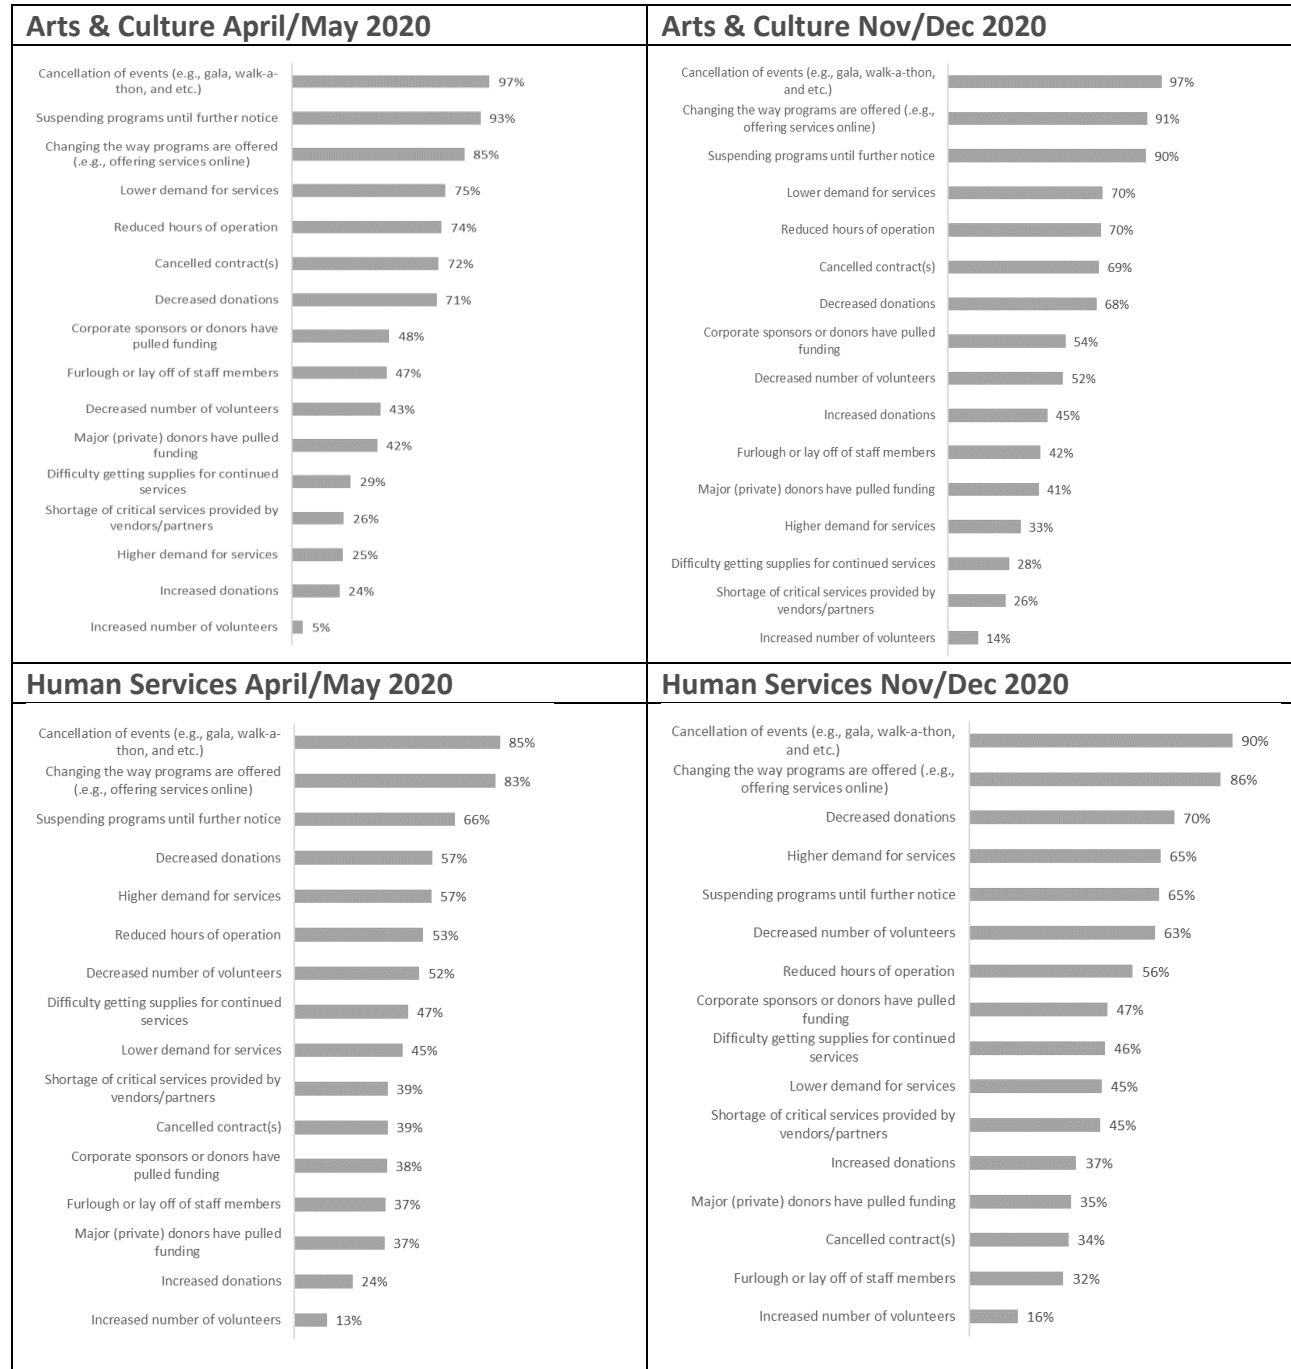 Arts & Culture April/May 2020
Cancellation of events (e.g., gala, walk-a-
thon, and etc.)
97%
Suspending programs until further notice
93%
Changing the way programs are offered
(.e.g., offering services online)
85%
Lower demand for services
75%
Reduced hours of operation
74%
Cancelled contract(s)
72%
Decreased donations
71%
Corporate sponsors or donors have
pulled funding
48%
Furlough or lay off of staff members
47%
Decreased number of volunteers
43%
Major (private) donors have pulled
funding
42%
Difficulty getting supplies for continued
services
29%
Shortage of critical services provided by
vendors/partners
26%
Higher demand for services
25%
Increased donations
24%
Increased number of volunteers
5%
Arts & Culture Nov/Dec 2020
Cancellation of events (e.g., gala, walk-a-thon,
and etc.)
97%
Changing the way programs are offered (.e.g.,
offering services online)
91%
Suspending programs until further notice
90%
Lower demand for services
70%
Reduced hours of operation
70%
Cancelled contract(s)
69%
Decreased donations
68%
Corporate sponsors or donors have pulled
funding
54%
Decreased number of volunteers
52%
Increased donations
45%
Furlough or lay off of staff members
42%
Major (private) donors have pulled funding
41%
Higher demand for services
33%
Difficulty getting supplies for continued services
28%
Shortage of critical services provided by
vendors/partners
26%
Increased number of volunteers
14%
Human Services April/May 2020
Cancellation of events (e.g., gala, walk-a-
thon, and etc.)
85%
Changing the way programs are offered
(.e.g., offering services online)
83%
Suspending programs until further notice
66%
Decreased donations
57%
Higher demand for services
57%
Reduced hours of operation
53%
Decreased number of volunteers
52%
Difficulty getting supplies for continued
services
47%
Lower demand for services
45%
Shortage of critical services provided by
vendors/partners
39%
Cancelled contract(s)
39%
Corporate sponsors or donors have
pulled funding
38%
Furlough or lay off of staff members
37%
Major (private) donors have pulled
funding
37%
Increased donations
24%
Increased number of volunteers
13%
Human Services Nov/Dec 2020
Cancellation of events (e.g., gala, walk-a-thon,
and etc.)
90%
Changing the way programs are offered (.e.g.,
offering services online)
86%
Decreased donations
70%
Higher demand for services
65%
Suspending programs until further notice
65%
Decreased number of volunteers
63%
Reduced hours of operation
56%
Corporate sponsors or donors have pulled
funding
47%
Difficulty getting supplies for continued
services
46%
Lower demand for services
45%
Shortage of critical services provided by
vendors/partners
45%
Increased donations
37%
Major (private) donors have pulled funding
35%
Cancelled contract(s)
34%
Furlough or lay off of staff members
32%
Increased number of volunteers
16%